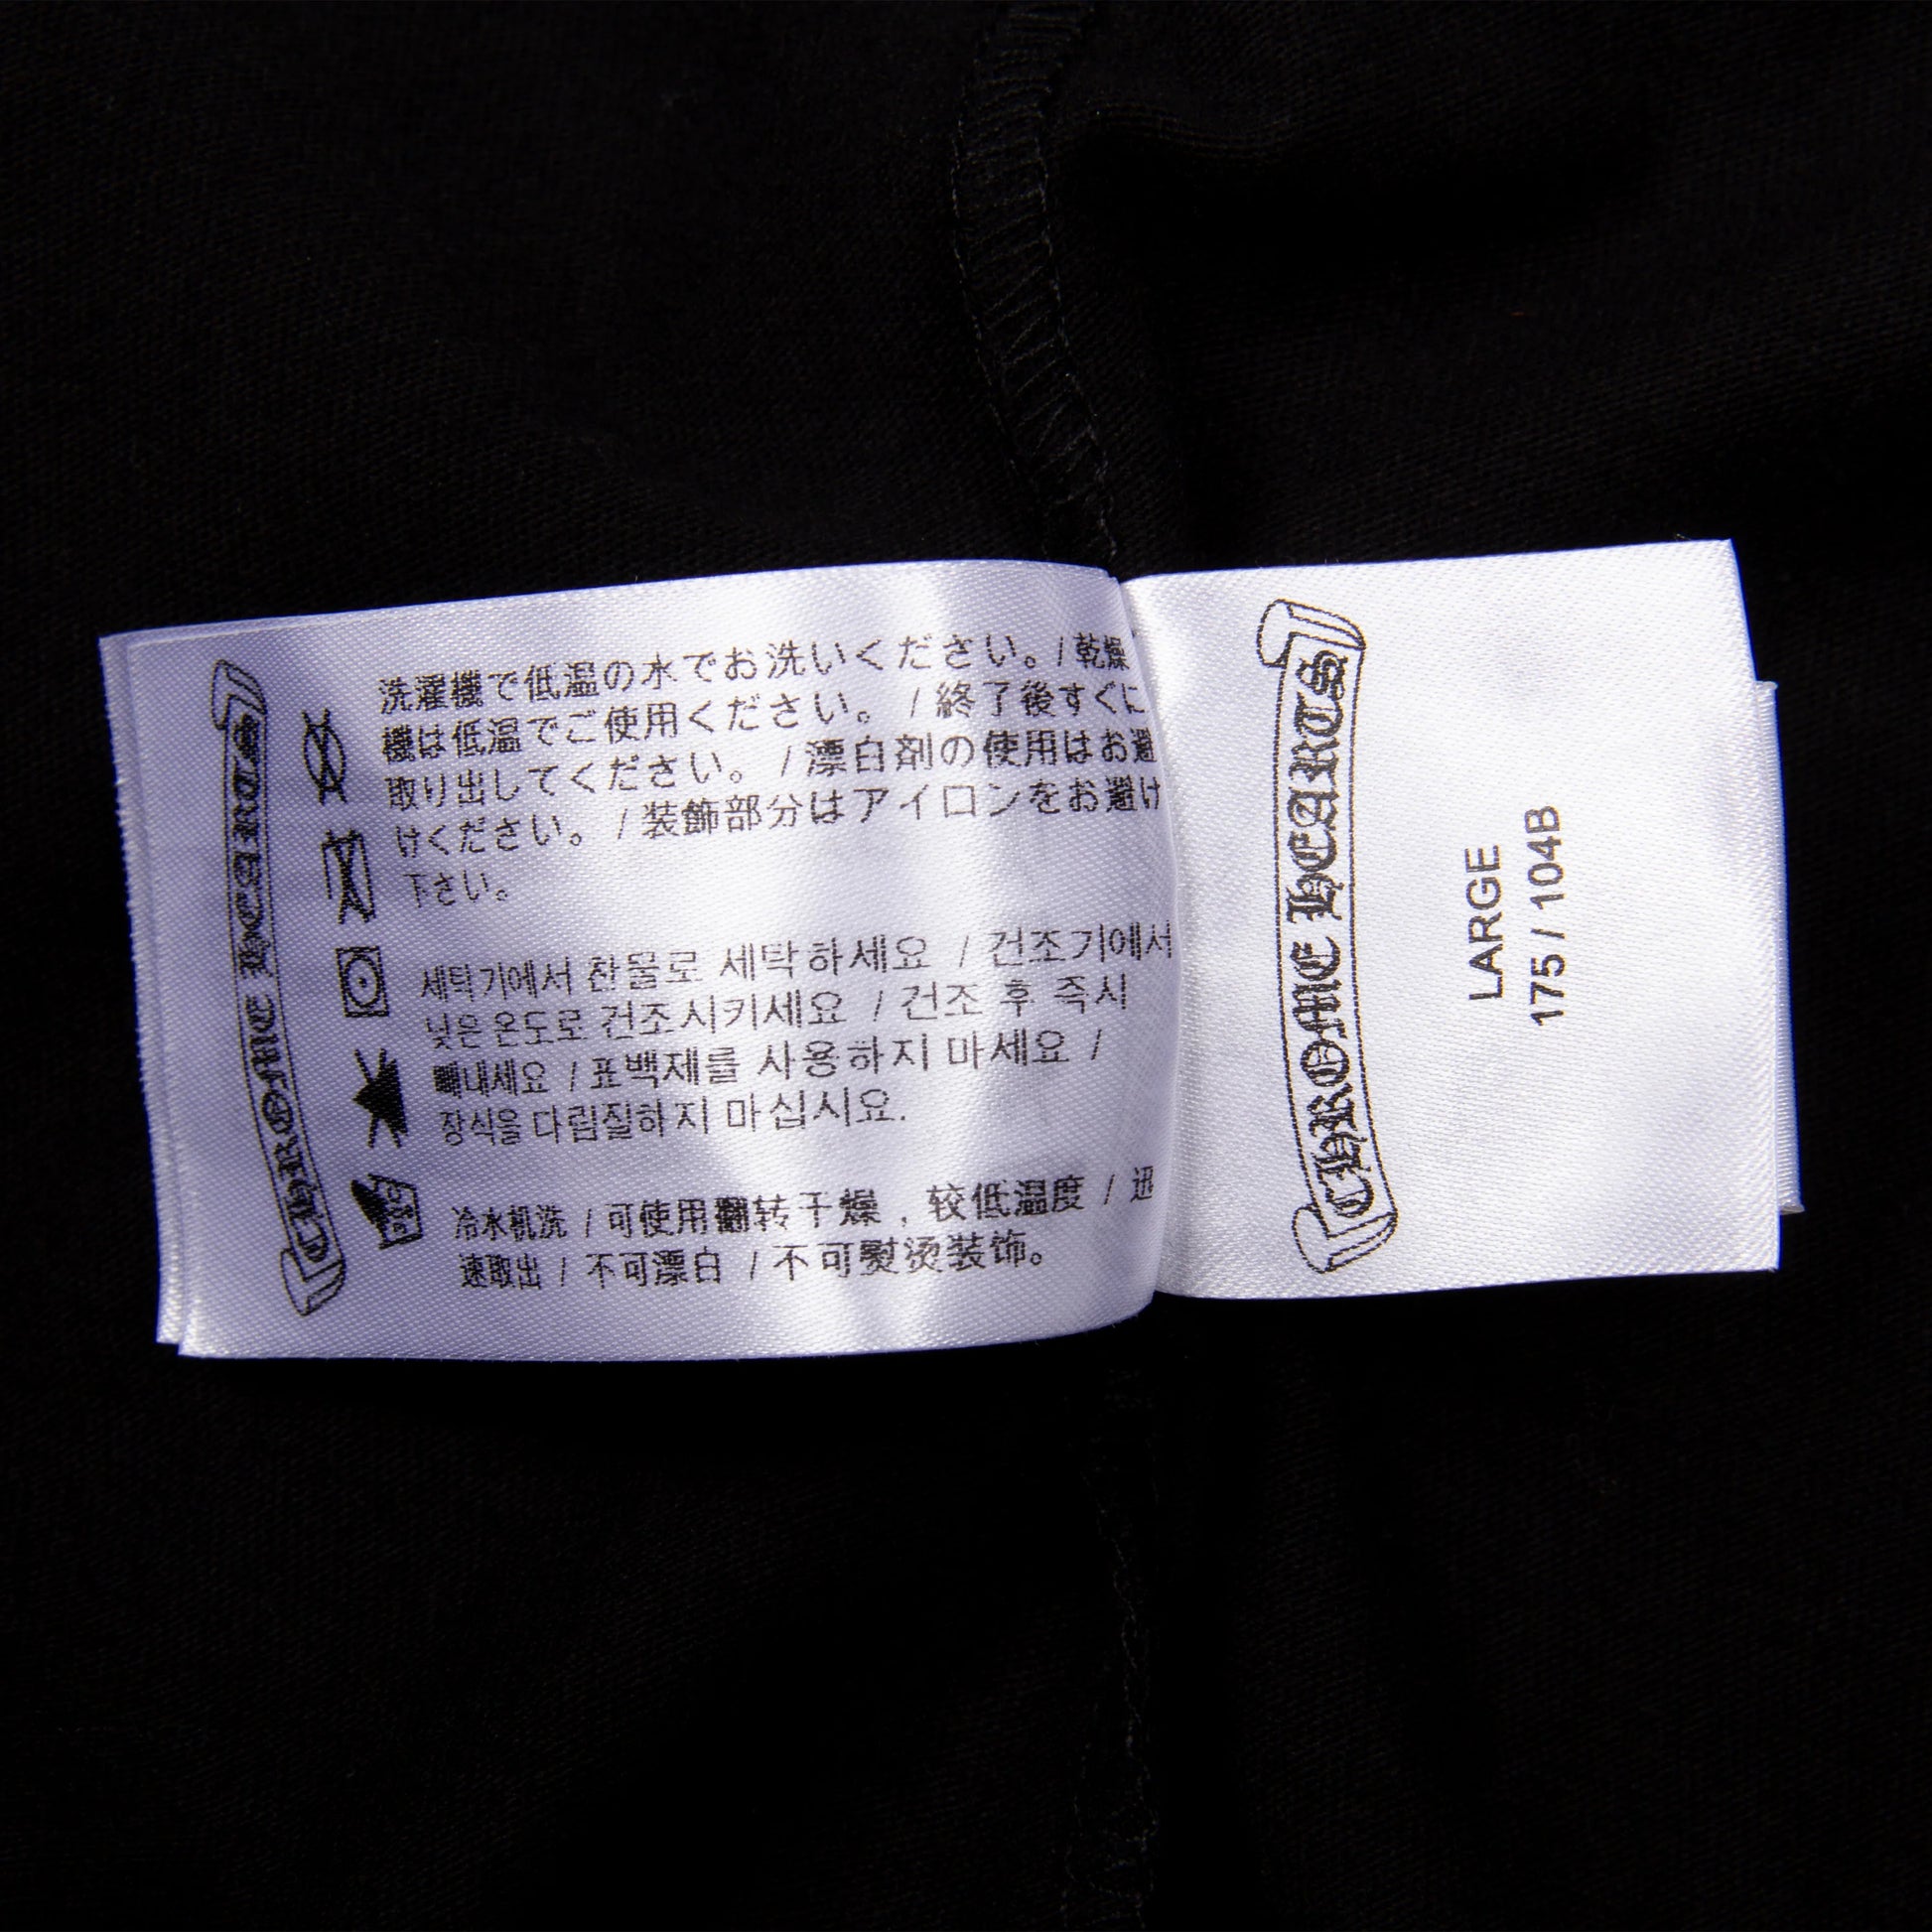 CHROME HEARTS
洗濯機で低温の水でお洗いください。/ 乾燥
機は低温でご使用ください。 / 終了後すぐに
取り出してください。 / 漂白剤の使用はお避
けください。 / 装飾部分はアイロンをお避け
下さい。
세탁기에서 찬물로 세탁하세요 / 건조기에서
낮은 온도로 건조시키세요 / 건조 후 즉시
빼내세요 / 표백제를 사용하지 마세요 /
장식을 다림질하지 마십시요.
冷水机洗 / 可使用翻转干燥，较低温度 / 迅
速取出 / 不可漂白 / 不可熨烫装饰。
CHROME HEARTS
LARGE
175 / 104B